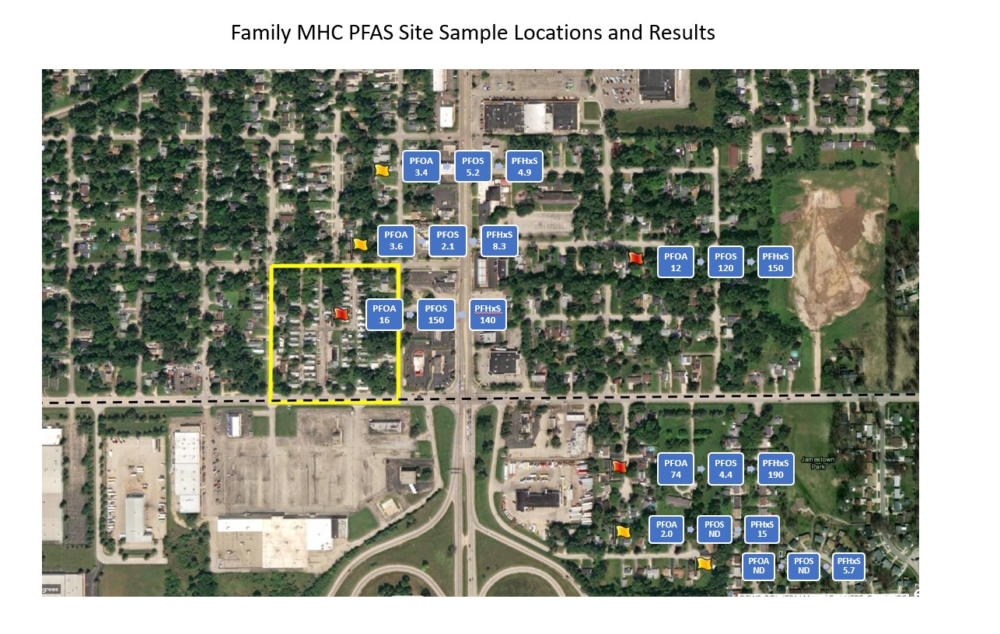 Family MHC PFAS Site Sample Locations and Results
PFOA
3.4
PFOS
5.2
PFHxS
4.9
PFOA
3.6
PFOS
2.1
PFHxS
8.3
PFOA
12
PFOS
120
PFHxS
150
PFOA
16
PFOS
150
PFHxS
140
PFOA
74
PFOS
4.4
PFHxS
190
Jamestown
Park
PFOA
2.0
PFOS
ND
PFHxS
15
PFOA
ND
PFOS
ND
PFHxS
5.7
grees